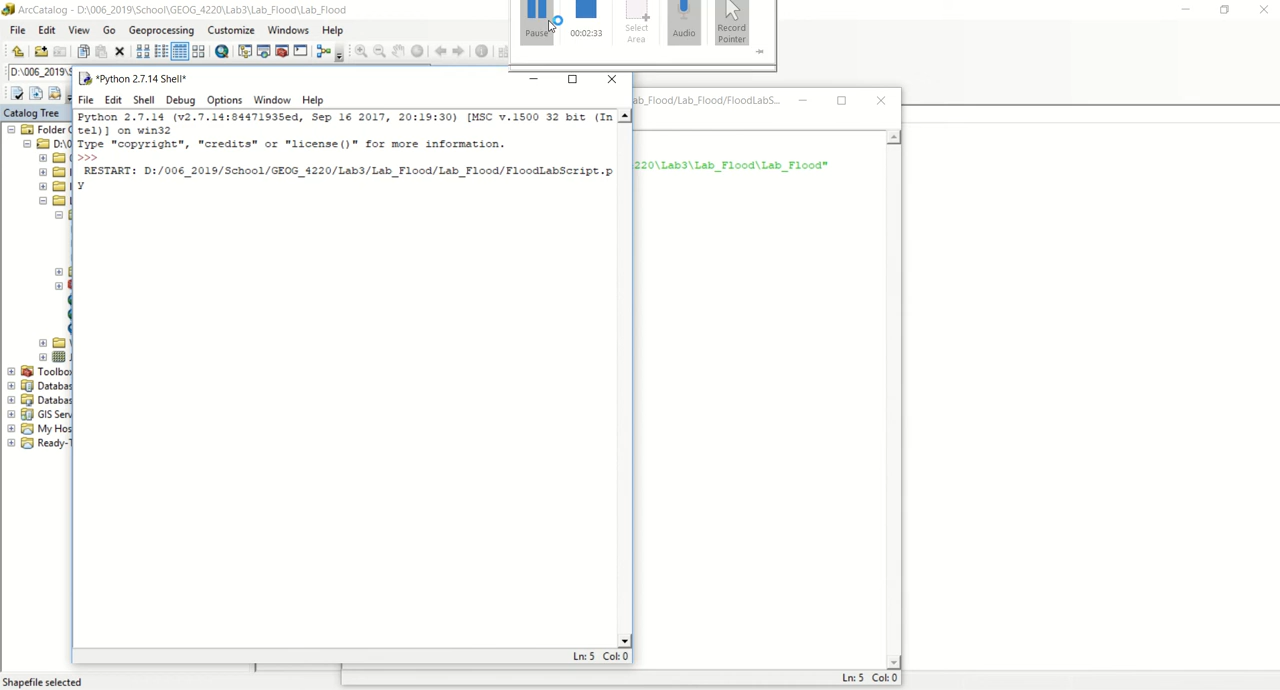 ArcCatalog - D:\006_2019\School\GEOG_4220\Lab3\Lab_Flood\Lab_Flood
File Edit View Go Geoprocessing Customize Windows Help
Pause
00:02:33
Select Area
Audio
Record Pointer
Catalog Tree
Folder
Toolbo
Databas
Databas
GIS Serv
My Hos
Ready-T
Shapefile selected
*Python 2.7.14 Shell*
File Edit Shell Debug Options Window Help
Python 2.7.14 (v2.7.14:84471935ed, Sep 16 2017, 20:19:30) [MSC v.1500 32 bit (In
tel)] on win32
Type "copyright", "credits" or "license()" for more information.
>>>
RESTART: D:/006_2019/School/GEOG_4220/Lab3/Lab_Flood/Lab_Flood/FloodLabScript.p
y
Ln: 5 Col: 0
ab_Flood/Lab_Flood/FloodLabS...
220\Lab3\Lab_Flood\Lab_Flood"
Ln: 5 Col: 0